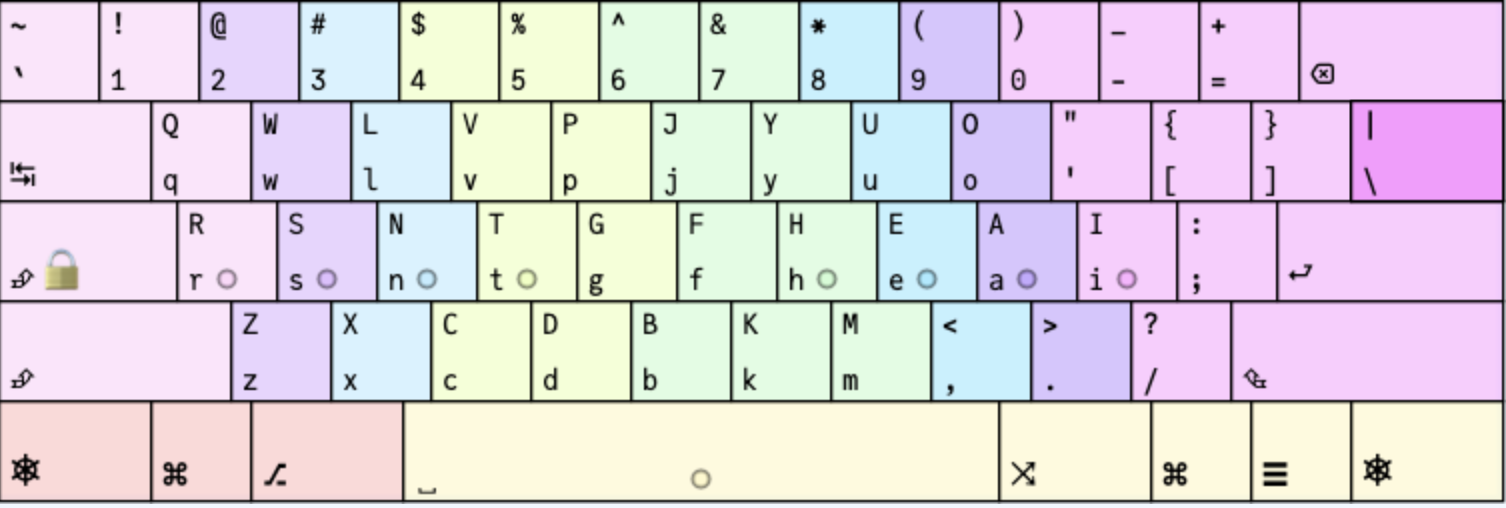 ~ ! @ # $ % ^ & * ( ) _ +
` 1 2 3 4 5 6 7 8 9 0 - =
Q W L V P J Y U O " { } |
q w l v p j y u o ' [ ] \
R S N T G F H E A I :
r s n t g f h e a i ;
Z X C D B K M < > ?
z x c d b k m , . /